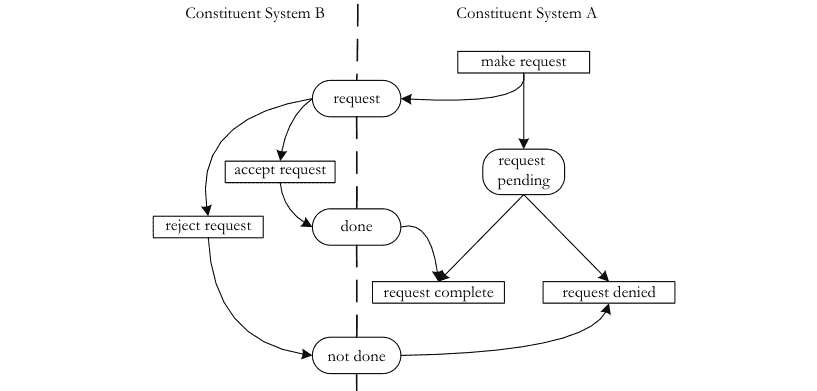 Constituent System B
Constituent System A
make request
request
accept request
request
pending
reject request
done
request complete
request denied
not done